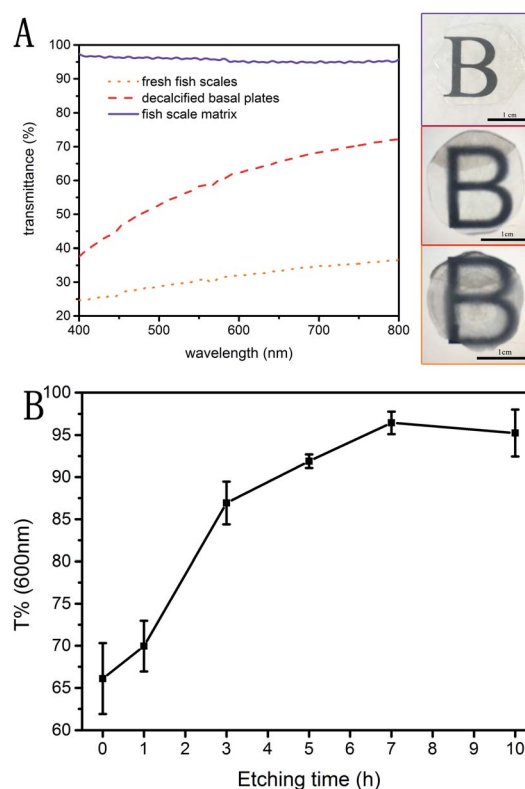 A
fresh fish scales
decalcified basal plates
fish scale matrix
100
95
90
80
70
60
50
40
30
20
400
500
600
700
800
transmittance (%)
wavelength (nm)
B
1 cm
B
1cm
B
1cm
B
100
95
90
85
80
75
70
65
60
T% (600nm)
0
1
2
3
4
5
6
7
8
9
10
Etching time (h)